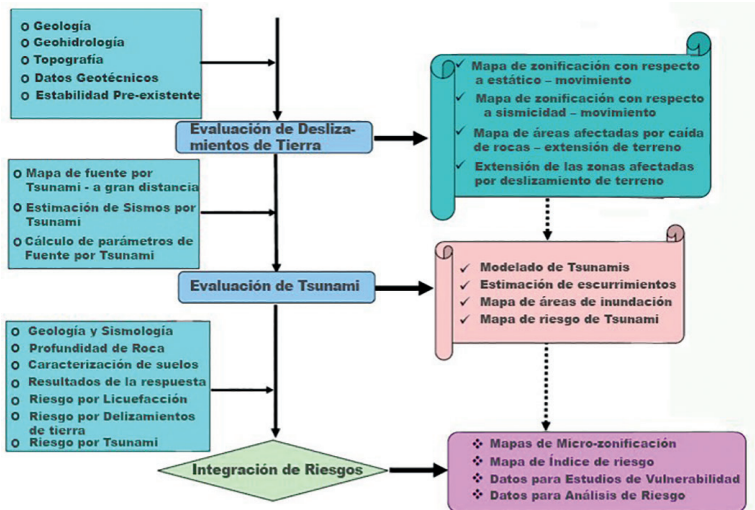 o Geología
o Geohidrología
o Topografía
o Datos Geotécnicos
o Estabilidad Pre-existente
Evaluación de Desliza-
mientos de Tierra
✓ Mapa de zonificación con respecto
a estático – movimiento
✓ Mapa de zonificación con respecto
a sismicidad – movimiento
✓ Mapa de áreas afectadas por caída
de rocas – extensión de terreno
✓ Extensión de las zonas afectadas
por deslizamiento de terreno
o Mapa de fuente por
Tsunami - a gran distancia
o Estimación de Sismos por
Tsunami
o Cálculo de parámetros de
Fuente por Tsunami
Evaluación de Tsunami
✓ Modelado de Tsunamis
✓ Estimación de escurrimientos
✓ Mapa de áreas de inundación
✓ Mapa de riesgo de Tsunami
o Geología y Sismología
o Profundidad de Roca
o Caracterización de suelos
o Resultados de la respuesta
o Riesgo por Licuefacción
o Riesgo por Delizamientos
de tierra
o Riesgo por Tsunami
Integración de Riesgos
❖ Mapas de Micro-zonificación
❖ Mapa de Índice de riesgo
❖ Datos para Estudios de Vulnerabilidad
❖ Datos para Análisis de Riesgo